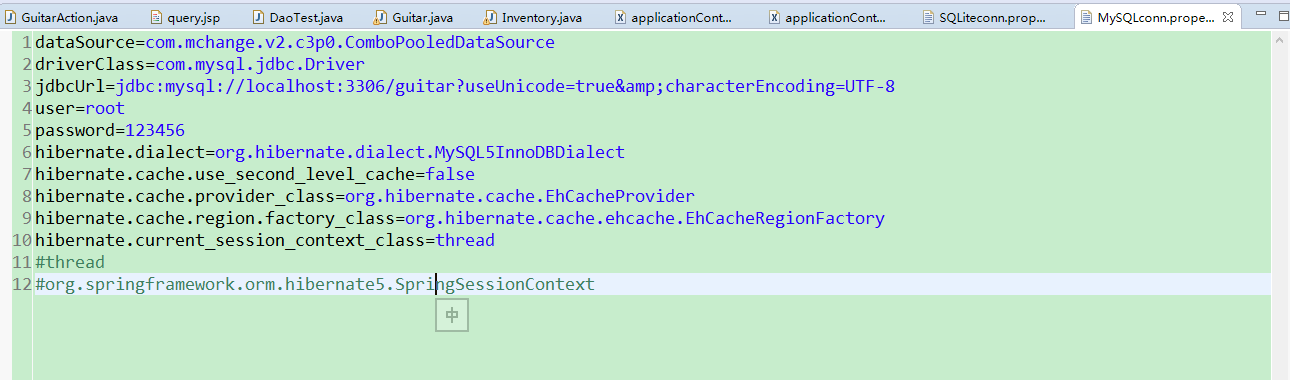 GuitarAction.java query.jsp DaoTest.java Guitar.java Inventory.java applicationCont... applicationCont... SQLiteconn.prop... MySQLconn.prope...
1 dataSource=com.mchange.v2.c3p0.ComboPooledDataSource
2 driverClass=com.mysql.jdbc.Driver
3 jdbcUrl=jdbc:mysql://localhost:3306/guitar?useUnicode=true&amp;characterEncoding=UTF-8
4 user=root
5 password=123456
6 hibernate.dialect=org.hibernate.dialect.MySQL5InnoDBDialect
7 hibernate.cache.use_second_level_cache=false
8 hibernate.cache.provider_class=org.hibernate.cache.EhCacheProvider
9 hibernate.cache.region.factory_class=org.hibernate.cache.ehcache.EhCacheRegionFactory
10 hibernate.current_session_context_class=thread
11 #thread
12 #org.springframework.orm.hibernate5.SpringSessionContext
中